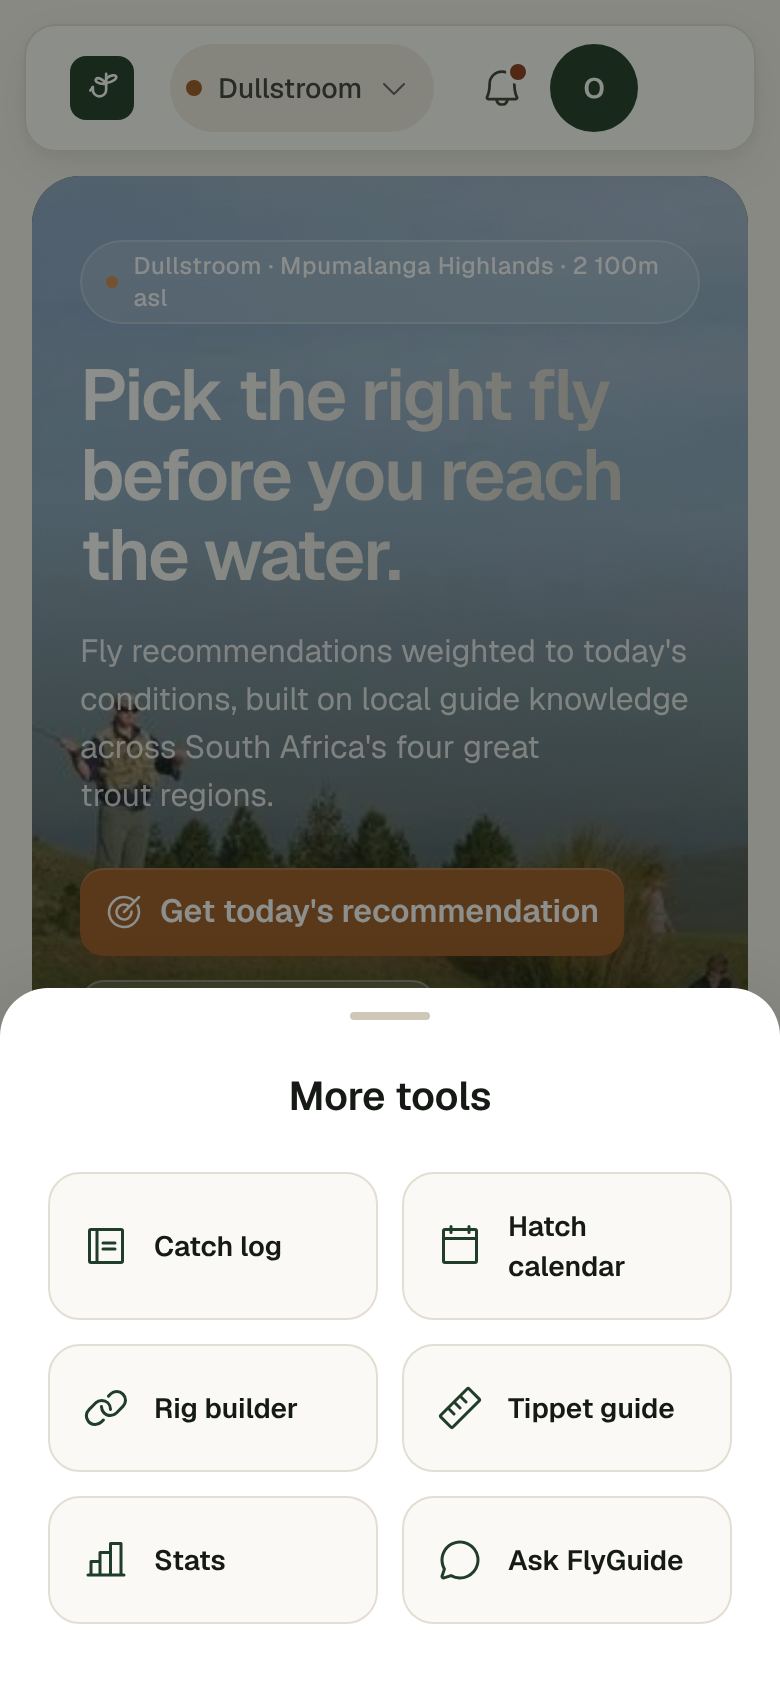 Dullstroom
O
Dullstroom · Mpumalanga Highlands · 2 100m
asl
Pick the right fly
before you reach
the water.
Fly recommendations weighted to today's
conditions, built on local guide knowledge
across South Africa's four great
trout regions.
Get today's recommendation
More tools
Catch log
Hatch
calendar
Rig builder
Tippet guide
Stats
Ask FlyGuide